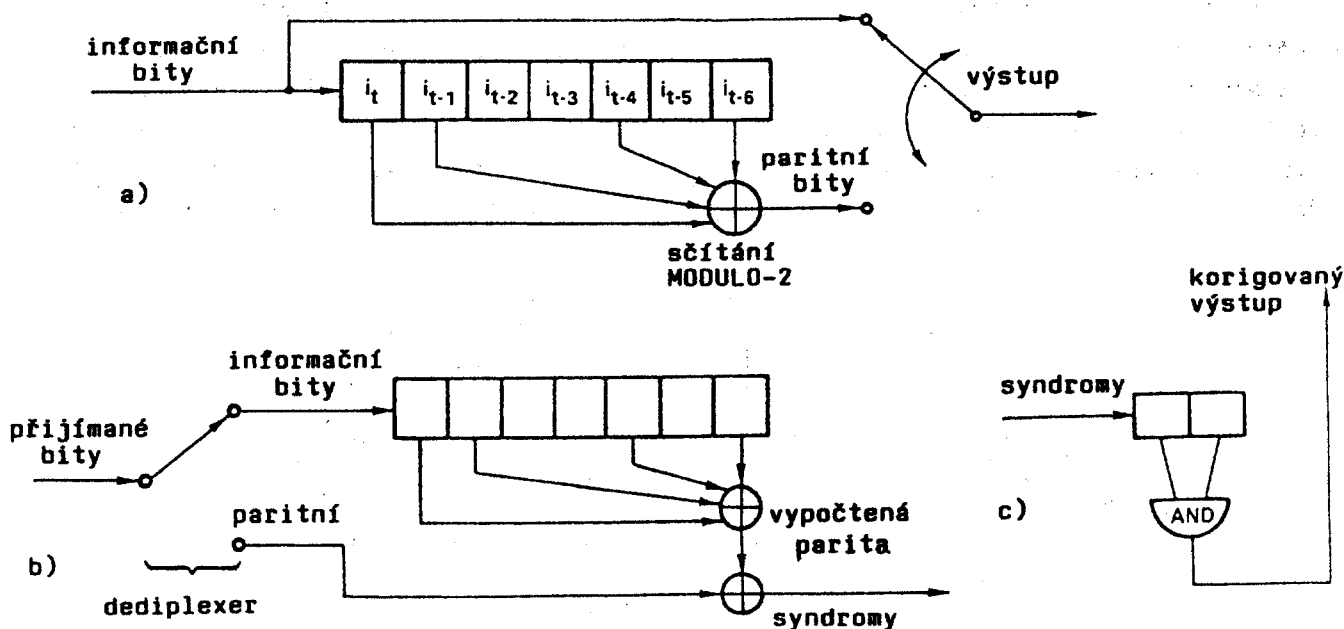 informační
bity
i_t i_t-1 i_t-2 i_t-3 i_t-4 i_t-5 i_t-6
výstup
paritní
bity
a)
sčítání
MODULO-2
korigovaný
výstup
informační
bity
syndromy
přijímané
bity
paritní
vypočtená
parita
c)
AND
b)
dediplexer
syndromy